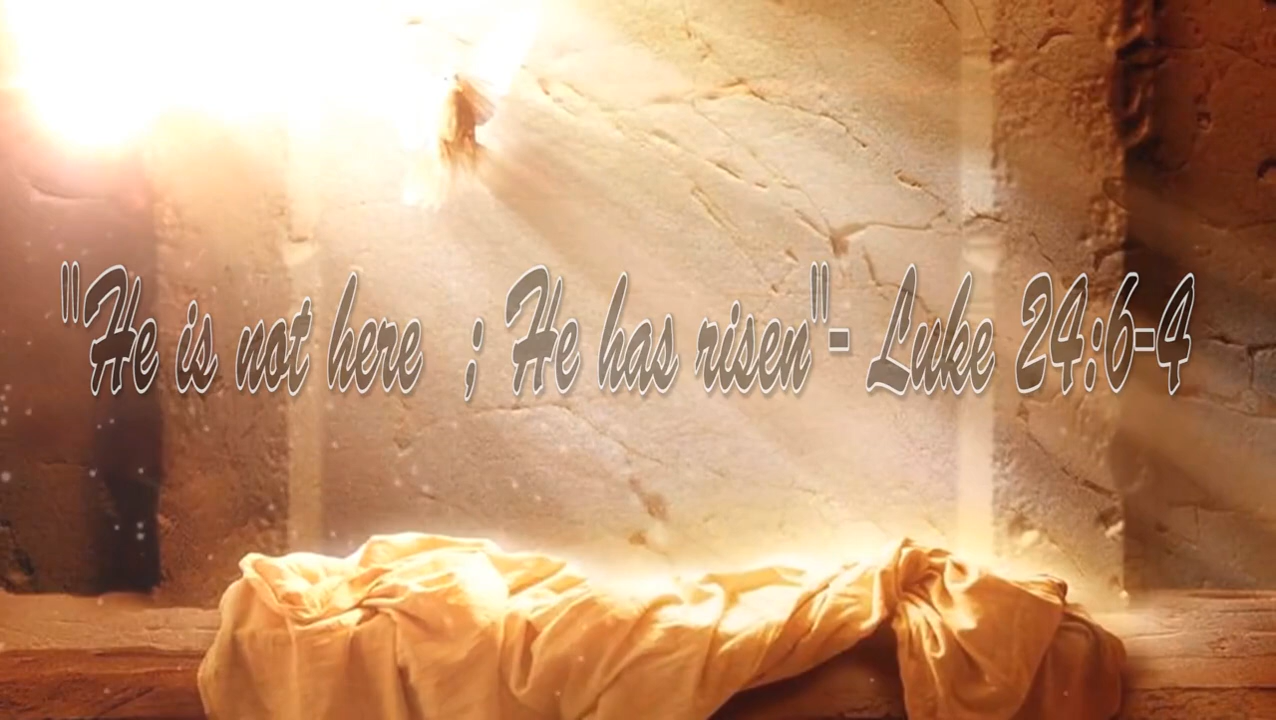 "He is not here ; He has risen"- Luke 24:6-4